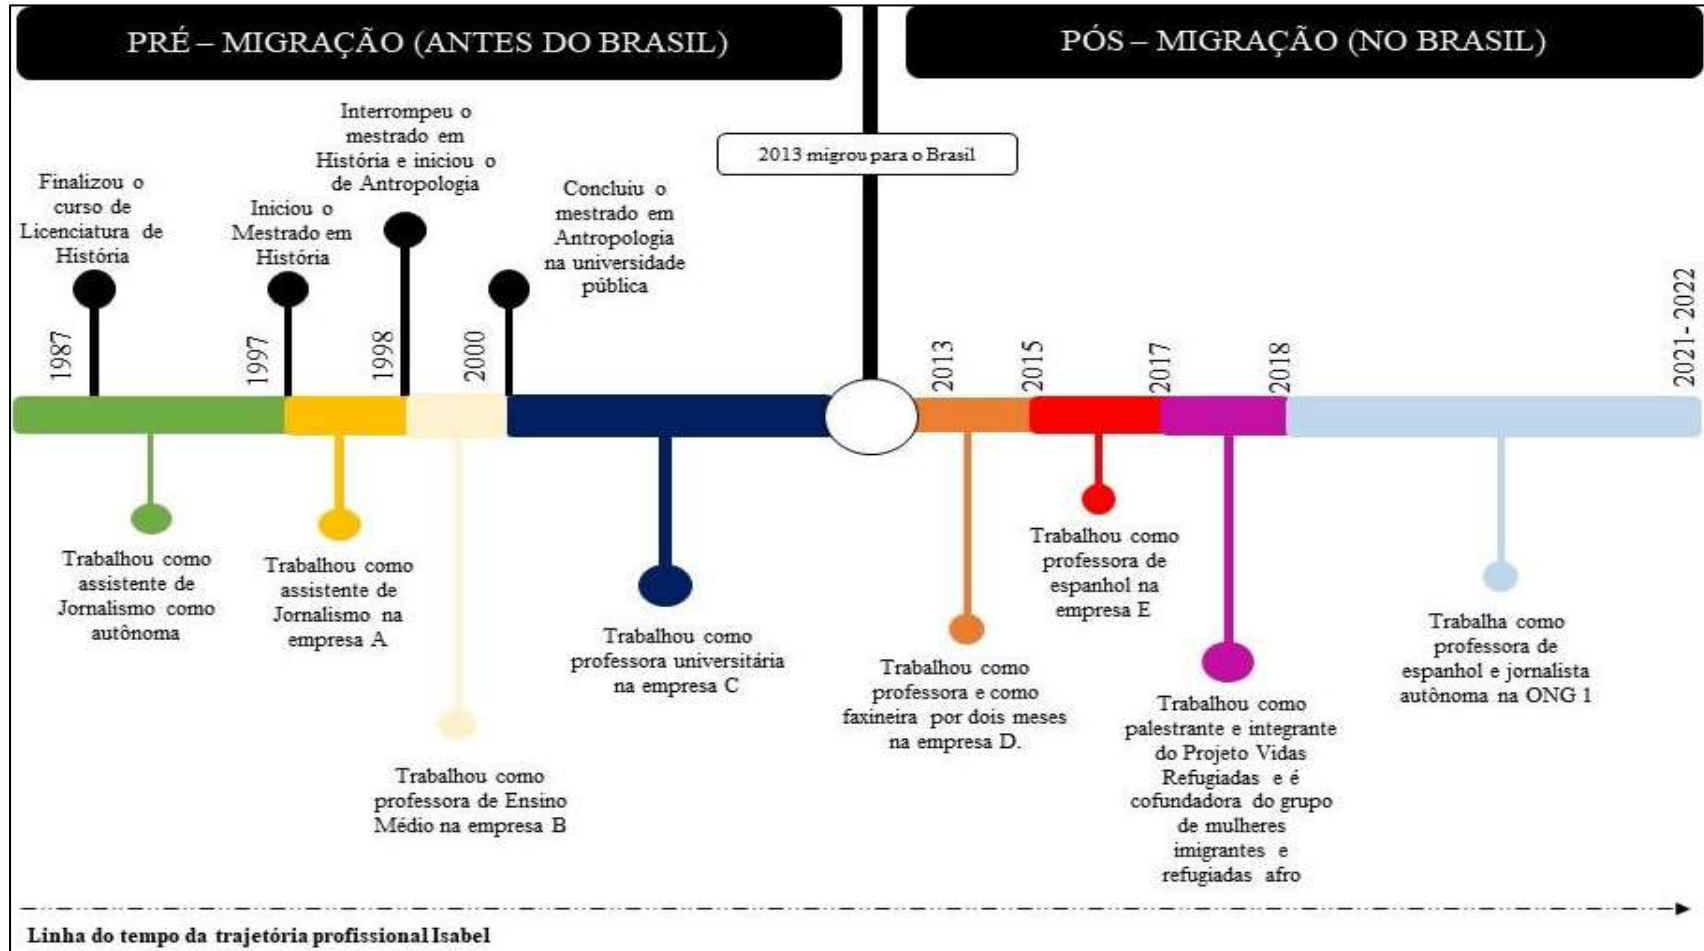 PRÉ – MIGRAÇÃO (ANTES DO BRASIL)
PÓS – MIGRAÇÃO (NO BRASIL)
2013 migrou para o Brasil
Finalizou o
curso de
Licenciatura de
História
Iniciou o
Mestrado em
História
Interrompeu o
mestrado em
História e iniciou o
de Antropologia
Concluiu o
mestrado em
Antropologia
na universidade
pública
1987
1997
1998
2000
2013
2015
2017
2018
2021- 2022
Trabalhou como
assistente de
Jornalismo como
autônoma
Trabalhou como
assistente de
Jornalismo na
empresa A
Trabalhou como
professora de Ensino
Médio na empresa B
Trabalhou como
professora universitária
na empresa C
Trabalhou como
professora e como
faxineira por dois meses
na empresa D.
Trabalhou como
professora de
espanhol na
empresa E
Trabalhou como
palestrante e integrante
do Projeto Vidas
Refugiadas e é
cofundadora do grupo
de mulheres
imigrantes e
refugiadas afro
Trabalha como
professora de
espanhol e jornalista
autônoma na ONG 1
Linha do tempo da trajetória profissional Isabel